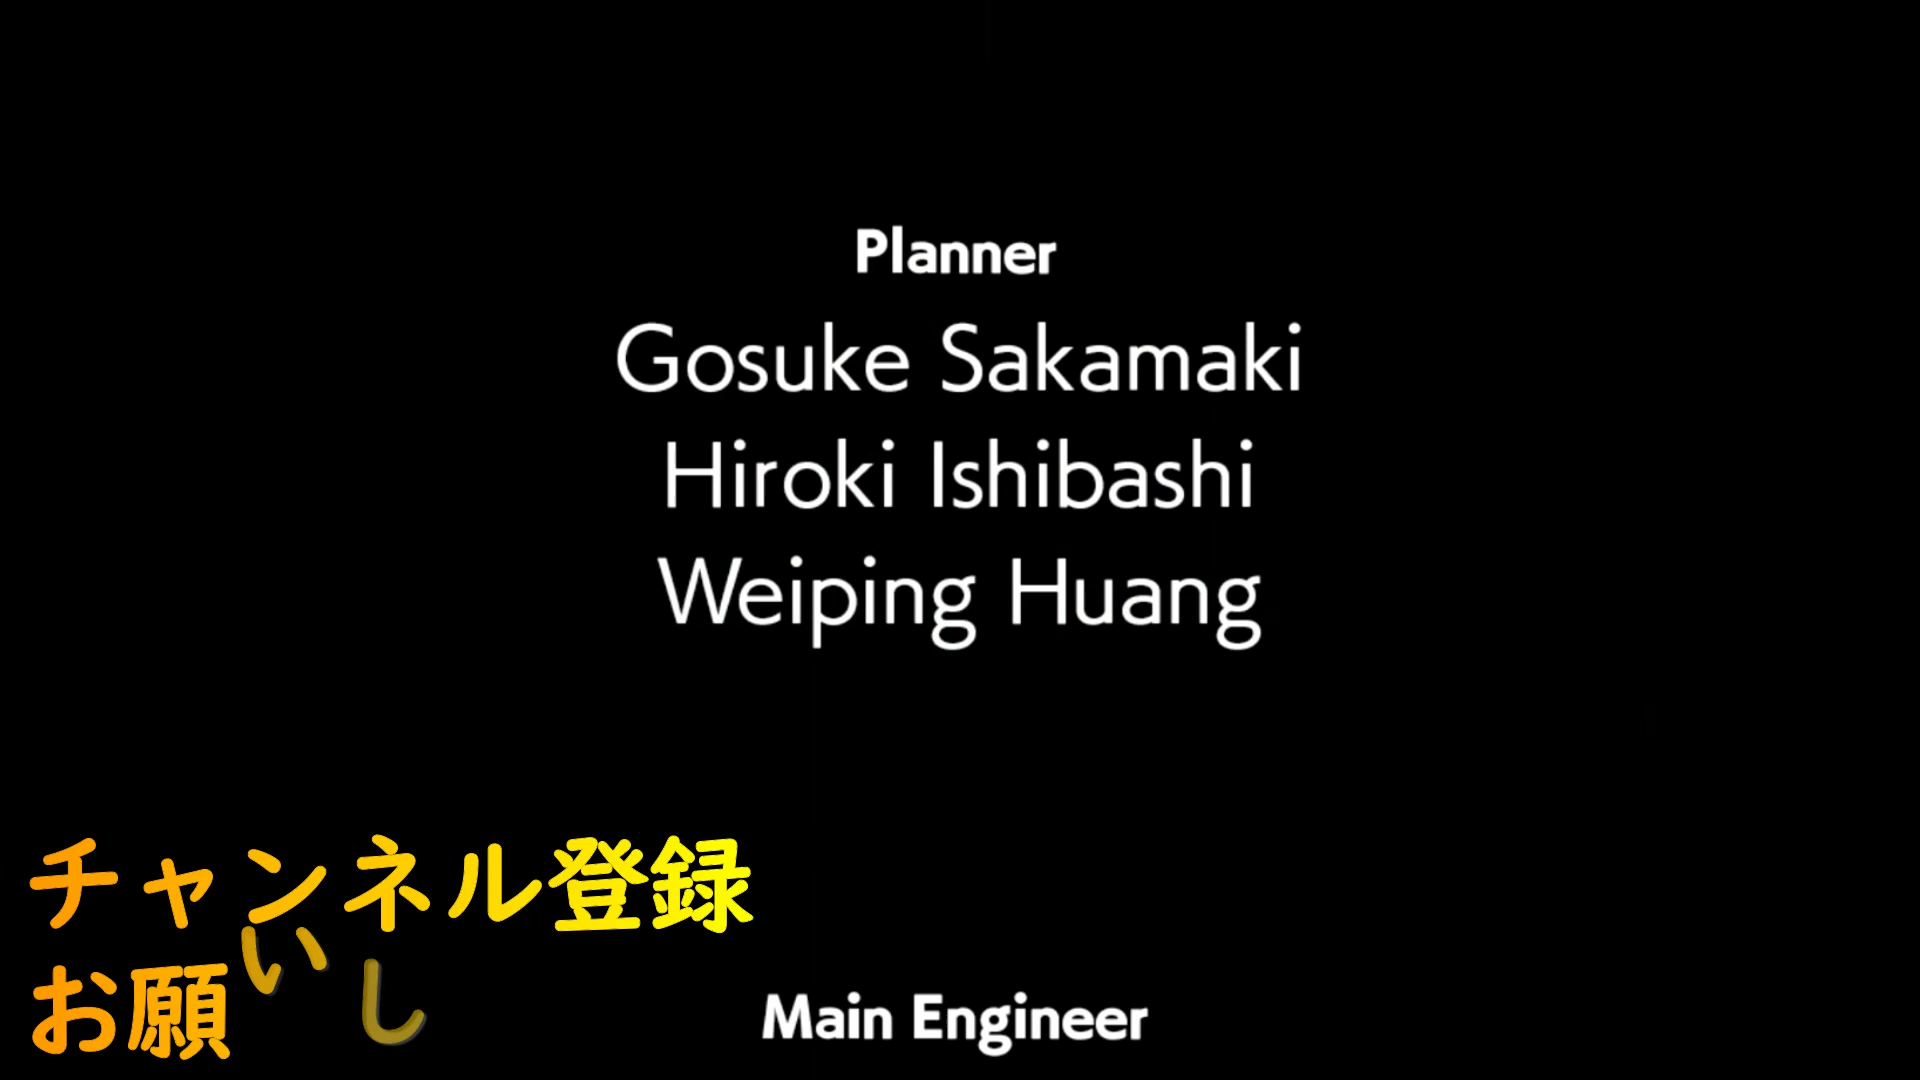 Planner
Gosuke Sakamaki
Hiroki Ishibashi
Weiping Huang
チャンネル登録
お願いし
Main Engineer